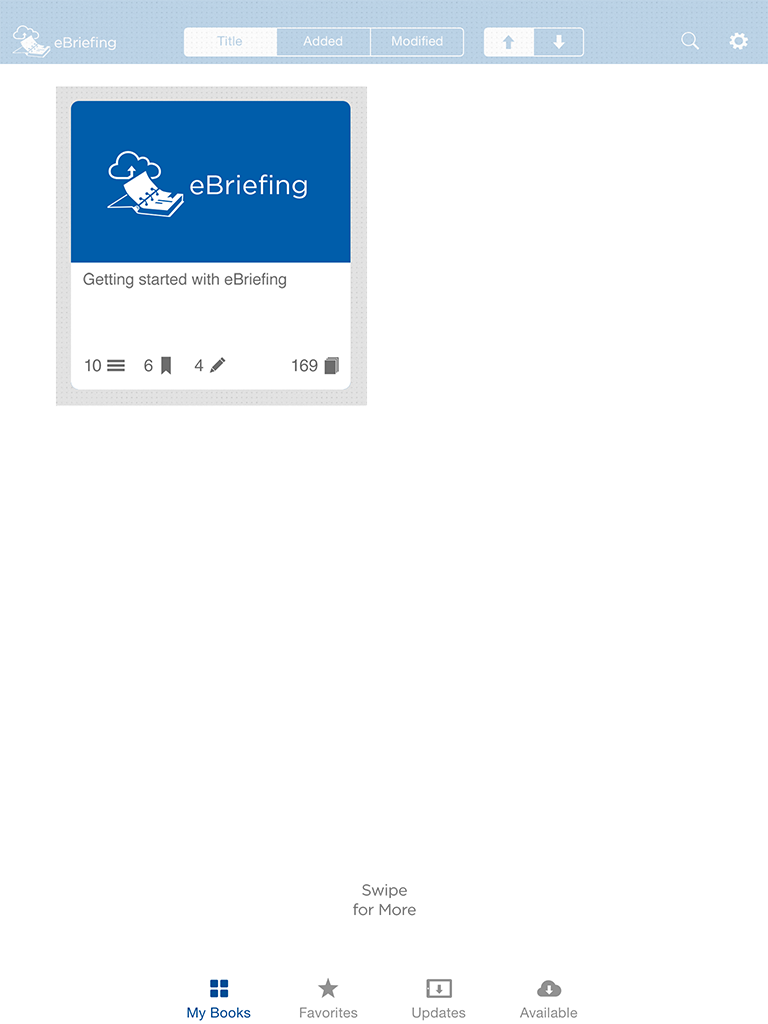 eBriefing
Title
Added
Modified
eBriefing
Getting started with eBriefing
10
6
4
169
Swipe
for More
My Books
Favorites
Updates
Available